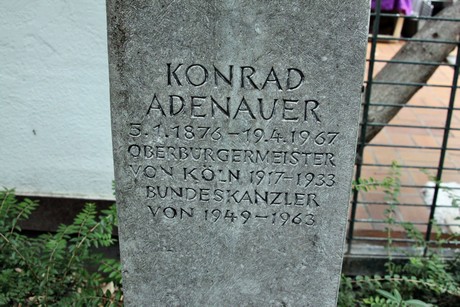 KONRAD
ADENAUER
5.1.1876–19.4.1967
OBERBÜRGERMEISTER
VON KÖLN 1917–1933
BUNDESKANZLER
VON 1949–1963